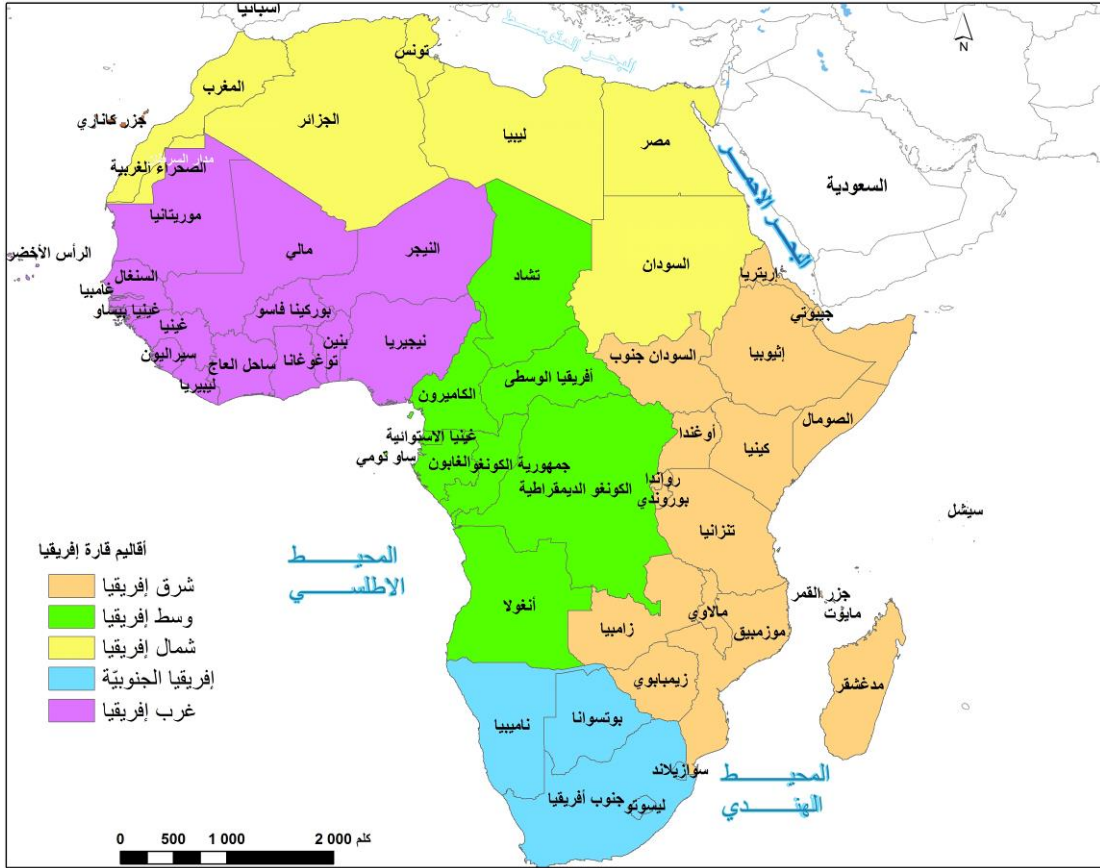 اسبانيا
البحر المتوسط
N
تونس
المغرب
جزر كناري
الجزائر
ليبيا
مصر
السعودية
البحر الاحمر
مدار
الصحراء الغربية
موريتانيا
الرأس الأخضر
مالي
النيجر
تشاد
السودان
اريتريا
السنغال
غامبيا
غينيا بيساو
بوركينا فاسو
جيبوتي
غينيا
بنين
نيجيريا
إثيوبيا
سيراليون
ساحل العاج
توغو
غانا
السودان جنوب
ليبيريا
أفريقيا الوسطى
الكاميرون
الصومال
غينيا الاستوائية
أوغندا
كينيا
ساو تومي
الغابون
جمهورية الكونغو
رواندا
الكونغو الديمقراطية
بوروندي
سيشل
تنزانيا
المحيط
الاطلسي
أنغولا
جزر القمر
مايؤت
مالاوي
زامبيا
موزمبيق
مدغشقر
زيمبابوي
ناميبيا
بوتسوانا
سوازيلاند
المحيط
الهندي
جنوب أفريقيا
ليسوتو
أقاليم قارة إفريقيا
شرق إفريقيا
وسط إفريقيا
شمال إفريقيا
إفريقيا الجنوبيّة
غرب إفريقيا
0 500 1 000 2 000 كلم